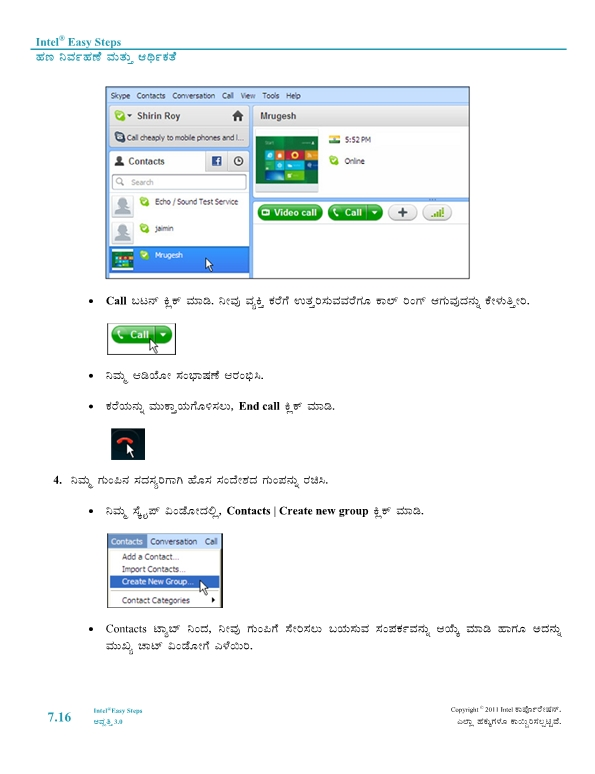 Intel® Easy Steps
ಹಣ ನಿರ್ವಹಣೆ ಮತ್ತು ಆರ್ಥಿಕತೆ
Skype Contacts Conversation Call View Tools Help
Shirin Roy
Mrugesh
Call cheaply to mobile phones and l...
5:52 PM
Contacts
Online
Search
Echo / Sound Test Service
Video call Call
jaimin
Mrugesh
• Call ಬಟನ್ ಕ್ಲಿಕ್ ಮಾಡಿ. ನೀವು ವ್ಯಕ್ತಿ ಕರೆಗೆ ಉತ್ತರಿಸುವವರೆಗೂ ಕಾಲ್ ರಿಂಗ್ ಆಗುವುದನ್ನು ಕೇಳುತ್ತೀರಿ.
Call
• ನಿಮ್ಮ ಆಡಿಯೋ ಸಂಭಾಷಣೆ ಆರಂಭಿಸಿ.
• ಕರೆಯನ್ನು ಮುಕ್ತಾಯಗೊಳಿಸಲು, End call ಕ್ಲಿಕ್ ಮಾಡಿ.
4. ನಿಮ್ಮ ಗುಂಪಿನ ಸದಸ್ಯರಿಗಾಗಿ ಹೊಸ ಸಂದೇಶದ ಗುಂಪನ್ನು ರಚಿಸಿ.
• ನಿಮ್ಮ ಸ್ಕೈಪ್ ವಿಂಡೋದಲ್ಲಿ, Contacts | Create new group ಕ್ಲಿಕ್ ಮಾಡಿ.
Contacts Conversation Call
Add a Contact...
Import Contacts...
Create New Group...
Contact Categories
• Contacts ಟ್ಯಾಬ್ ನಿಂದ, ನೀವು ಗುಂಪಿಗೆ ಸೇರಿಸಲು ಬಯಸುವ ಸಂಪರ್ಕವನ್ನು ಆಯ್ಕೆ ಮಾಡಿ ಹಾಗೂ ಅದನ್ನು
ಮುಖ್ಯ ಚಾಟ್ ವಿಂಡೋಗೆ ಎಳೆಯಿರಿ.
7.16
Intel® Easy Steps
ಆವೃತ್ತಿ 3.0
Copyright © 2011 Intel ಕಾರ್ಪೊರೇಷನ್.
ಎಲ್ಲಾ ಹಕ್ಕುಗಳೂ ಕಾಯ್ದಿರಿಸಲ್ಪಟ್ಟಿವೆ.